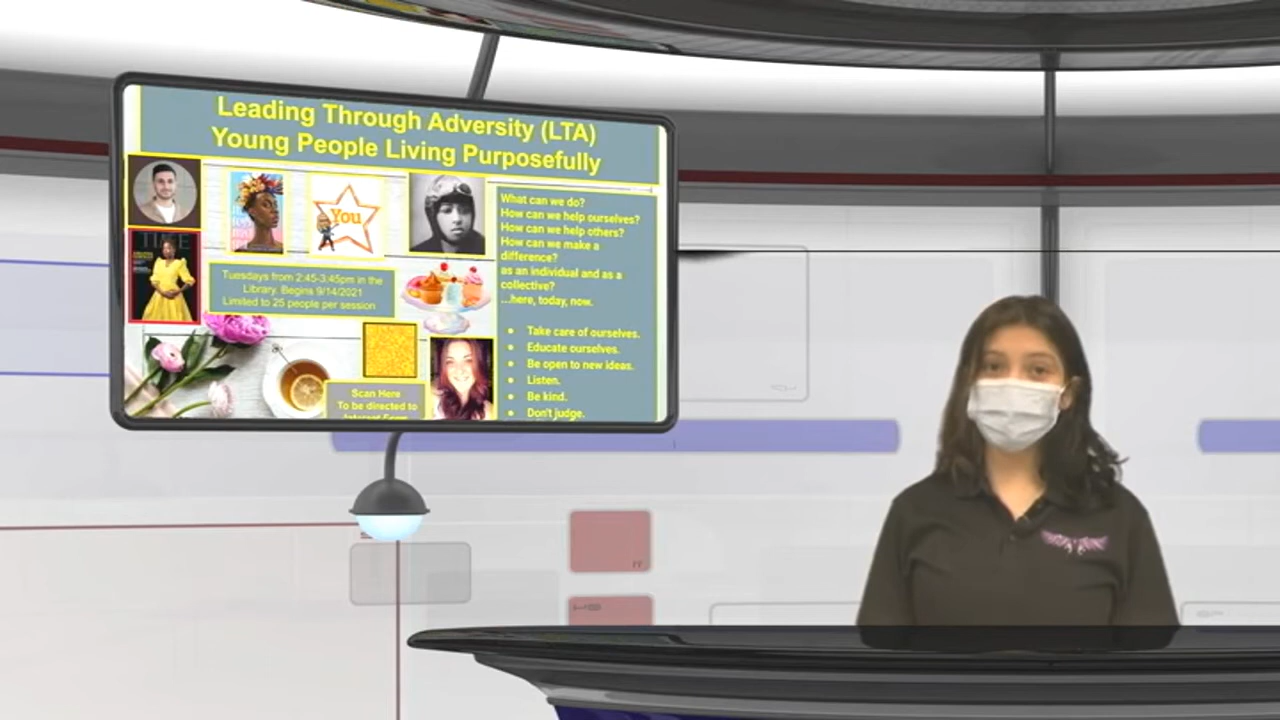 Leading Through Adversity (LTA)
Young People Living Purposefully
TIME
You
What can we do?
How can we help ourselves?
How can we help others?
How can we make a
difference?
as an individual and as a
collective?
...here, today, now.
Tuesdays from 2:45-3:45pm in the
Library. Begins 9/14/2021
Limited to 25 people per session
• Take care of ourselves.
• Educate ourselves.
• Be open to new ideas.
• Listen.
• Be kind.
• Don't judge.
Scan Here
To be directed to
Interest Form